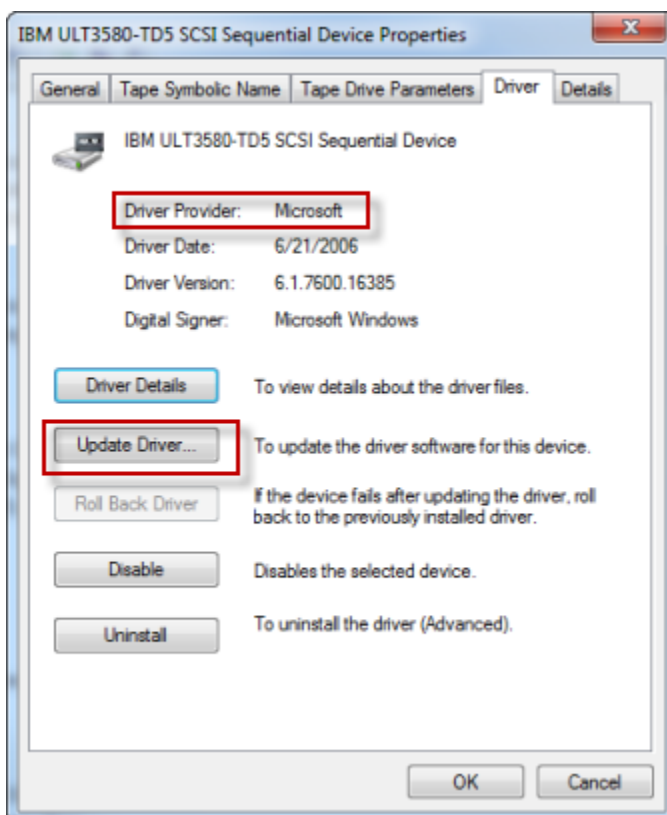 IBM ULT3580-TD5 SCSI Sequential Device Properties
General Tape Symbolic Name Tape Drive Parameters Driver Details
IBM ULT3580-TD5 SCSI Sequential Device
Driver Provider: Microsoft
Driver Date: 6/21/2006
Driver Version: 6.1.7600.16385
Digital Signer: Microsoft Windows
Driver Details To view details about the driver files.
Update Driver... To update the driver software for this device.
Roll Back Driver If the device fails after updating the driver, roll
back to the previously installed driver.
Disable Disables the selected device.
Uninstall To uninstall the driver (Advanced).
OK Cancel